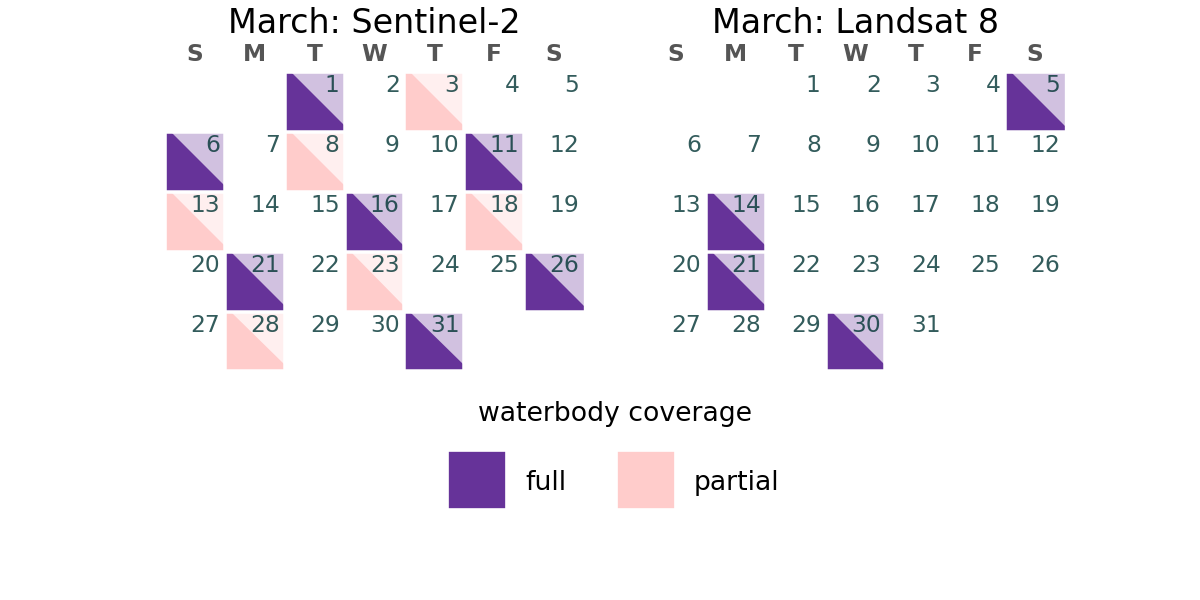 March: Sentinel-2
S M T W T F S
1 2 3 4 5
6 7 8 9 10 11 12
13 14 15 16 17 18 19
20 21 22 23 24 25 26
27 28 29 30 31
March: Landsat 8
S M T W T F S
1 2 3 4 5
6 7 8 9 10 11 12
13 14 15 16 17 18 19
20 21 22 23 24 25 26
27 28 29 30 31
waterbody coverage
full partial